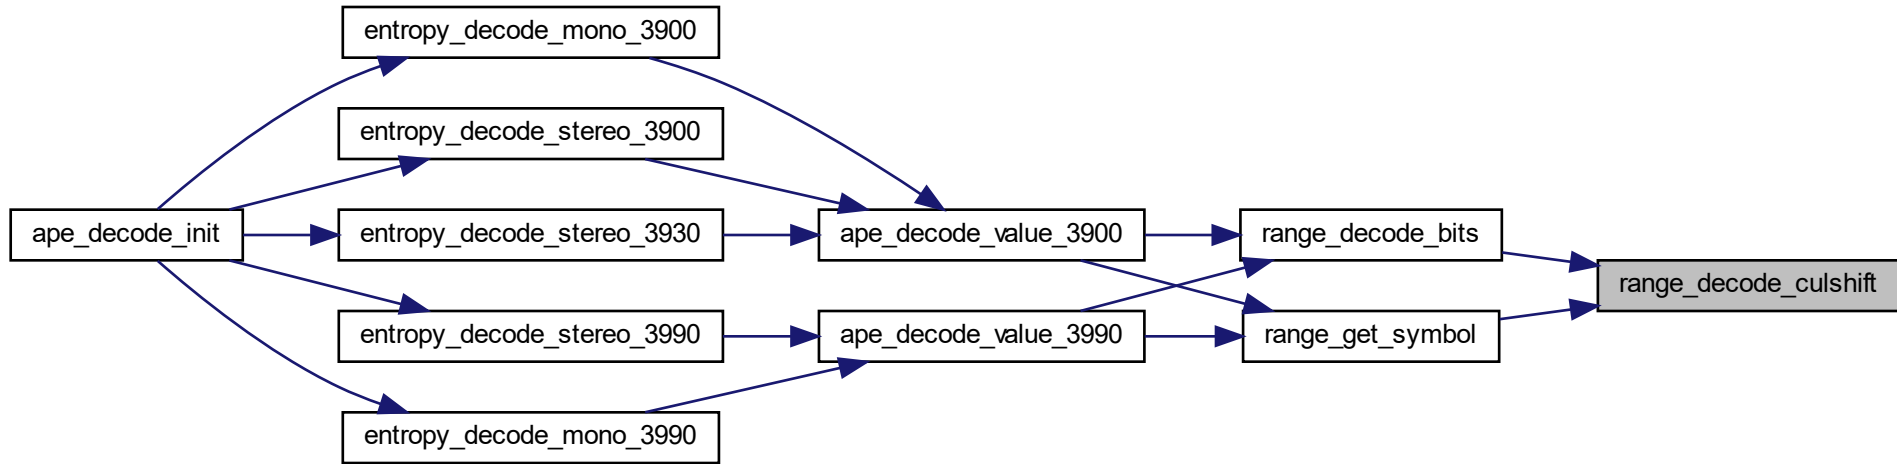 entropy_decode_mono_3900
entropy_decode_stereo_3900
ape_decode_init
entropy_decode_stereo_3930
ape_decode_value_3900
range_decode_bits
range_decode_culshift
entropy_decode_stereo_3990
ape_decode_value_3990
range_get_symbol
entropy_decode_mono_3990